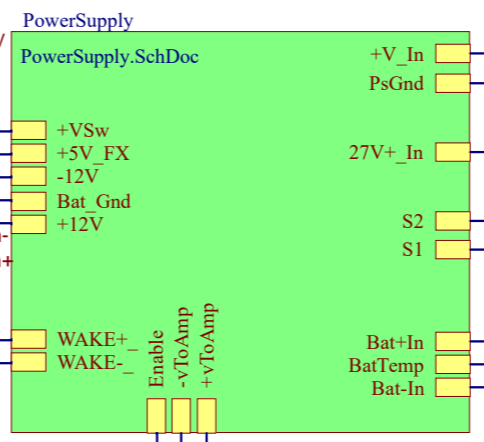 PowerSupply
PowerSupply.SchDoc
+V_In
PsGnd
+VSw
+5V_FX
27V+_In
-12V
Bat_Gnd
+12V
S2
S1
WAKE+_
WAKE-_
Enable
-vToAmp
+vToAmp
Bat+In
BatTemp
Bat-In